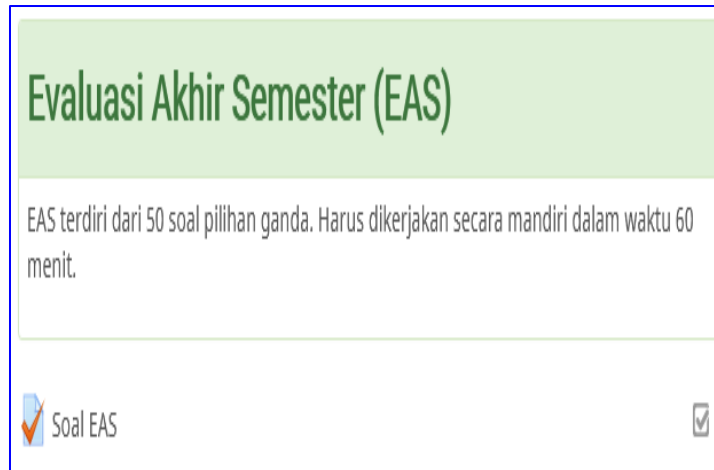 Evaluasi Akhir Semester (EAS)
EAS terdiri dari 50 soal pilihan ganda. Harus dikerjakan secara mandiri dalam waktu 60
menit.
Soal EAS